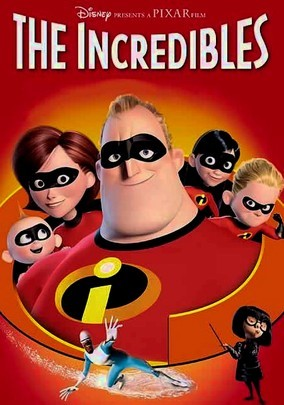 Disney PRESENTS A PIXAR FILM
THE INCREDIBLES
i